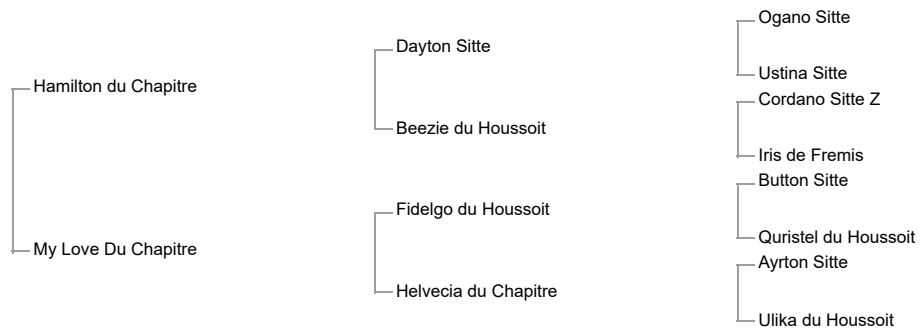 Ogano Sitte
Dayton Sitte
Ustina Sitte
Hamilton du Chapitre
Cordano Sitte Z
Beezie du Houssoit
Iris de Fremis
Button Sitte
Fidelgo du Houssoit
Quristel du Houssoit
My Love Du Chapitre
Ayrton Sitte
Helvecia du Chapitre
Ulika du Houssoit